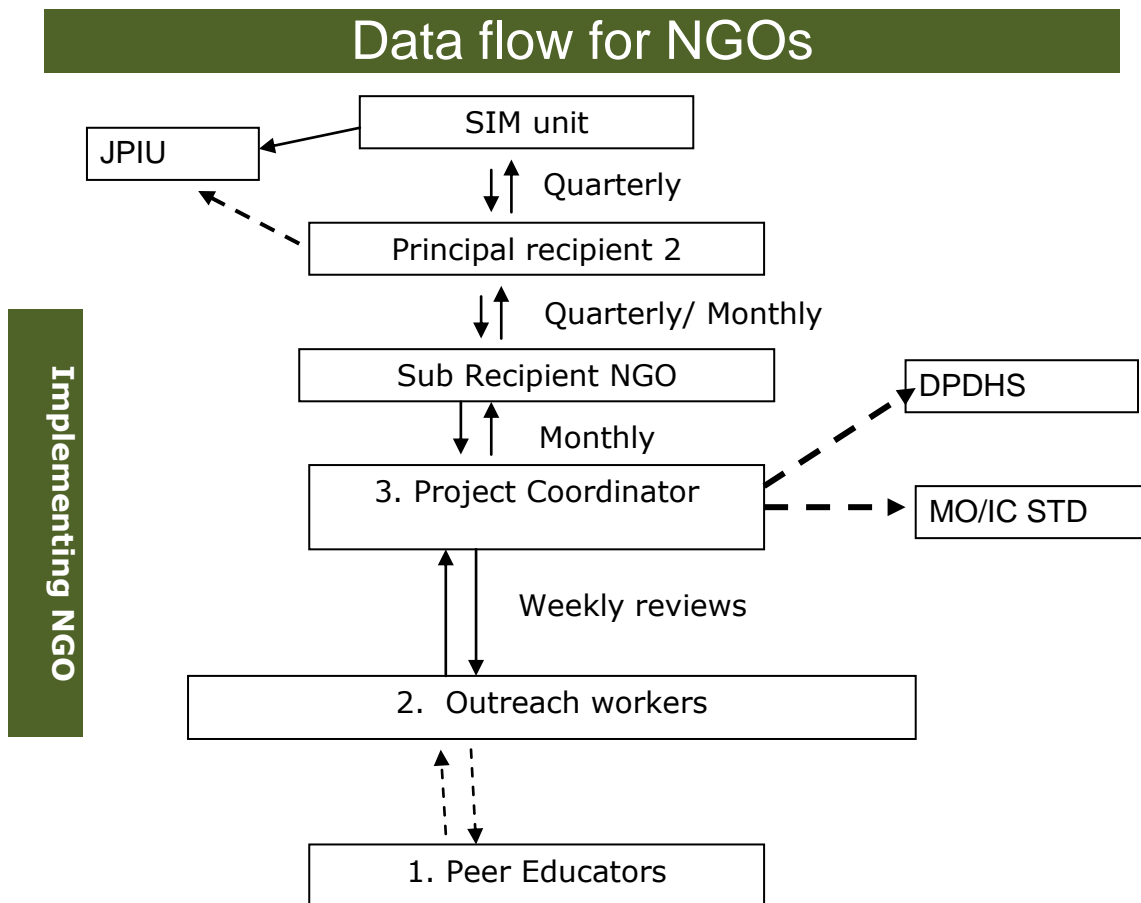 Data flow for NGOs
SIM unit
JPIU
Quarterly
Principal recipient 2
Quarterly/ Monthly
Implementing NGO
Sub Recipient NGO
DPDHS
Monthly
3. Project Coordinator
MO/IC STD
Weekly reviews
2. Outreach workers
1. Peer Educators